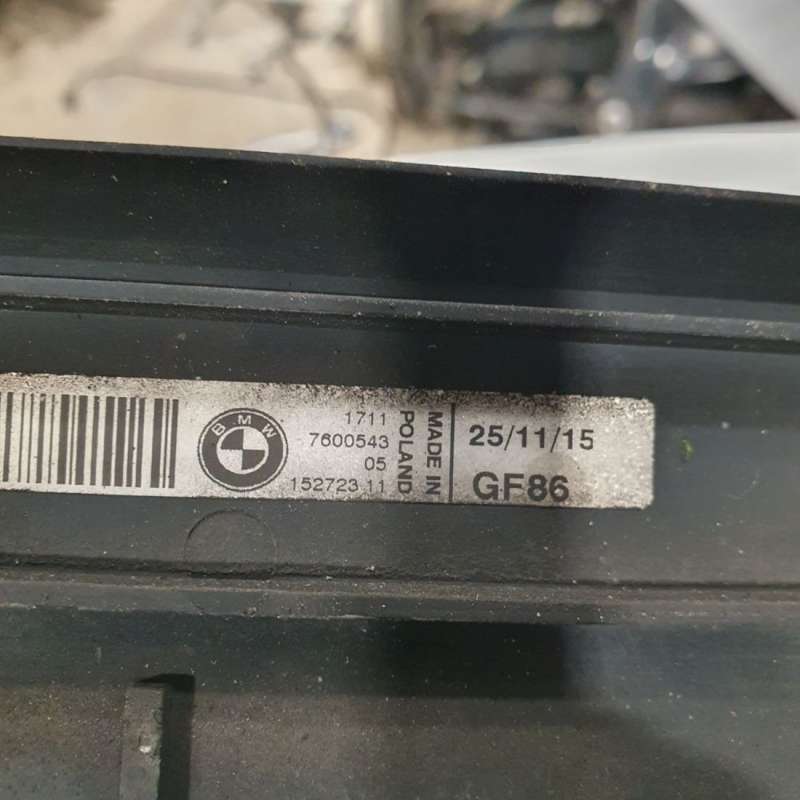 BMW
1711
7600543
05
152723 11
MADE IN
POLAND
25/11/15
GF86